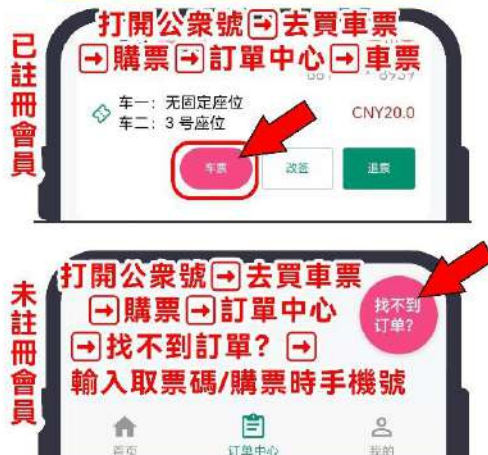 已註冊會員
打開公衆號➡去買車票
➡購票➡訂單中心➡車票
车一：无固定座位
车二：3 号座位
CNY20.0
车票
改签
退票
未註冊會員
打開公衆號➡去買車票
➡購票➡訂單中心
➡找不到訂單？➡
輸入取票碼/購票時手機號
找不到
订单？
首页
订单中心
我的